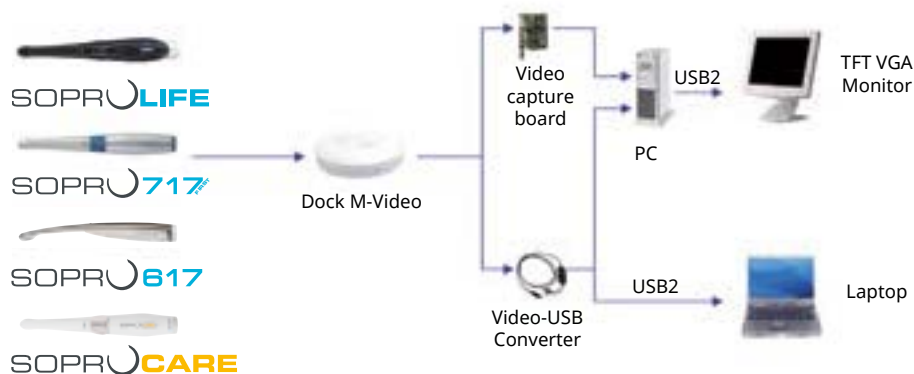 SOPROLIFE
SOPRO717 FIRST
SOPRO617
SOPROCARE
Dock M-Video
Video
capture
board
Video-USB
Converter
PC
USB2
USB2
TFT VGA
Monitor
Laptop